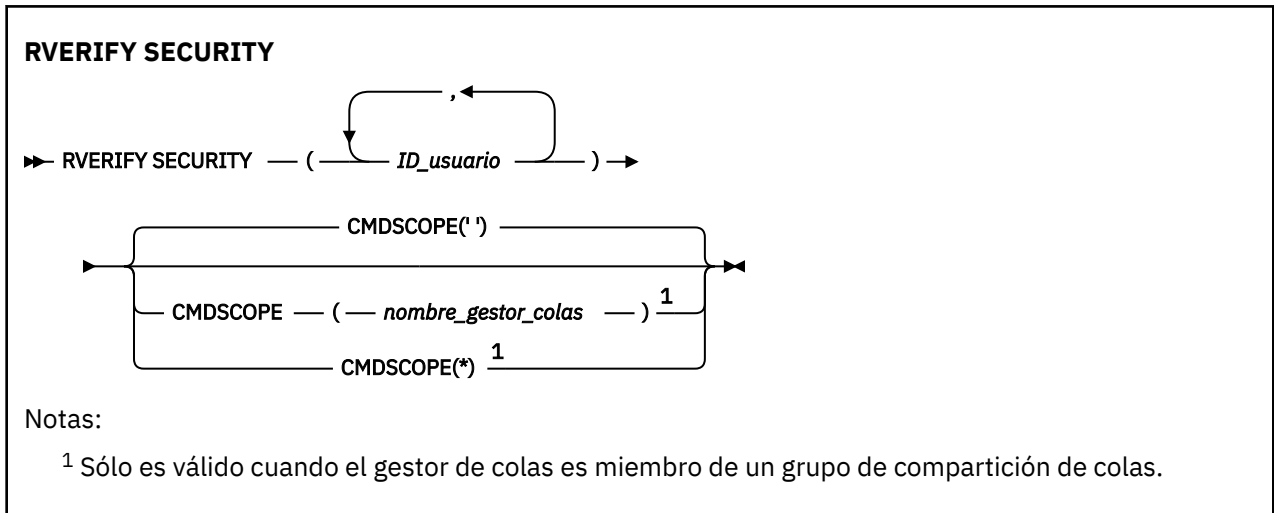 RVERIFY SECURITY
,
RVERIFY SECURITY ( ID_usuario )
CMDSCOPE(' ')
CMDSCOPE ( nombre_gestor_colas ) 1
CMDSCOPE(*) 1
Notas:
1 Sólo es válido cuando el gestor de colas es miembro de un grupo de compartición de colas.